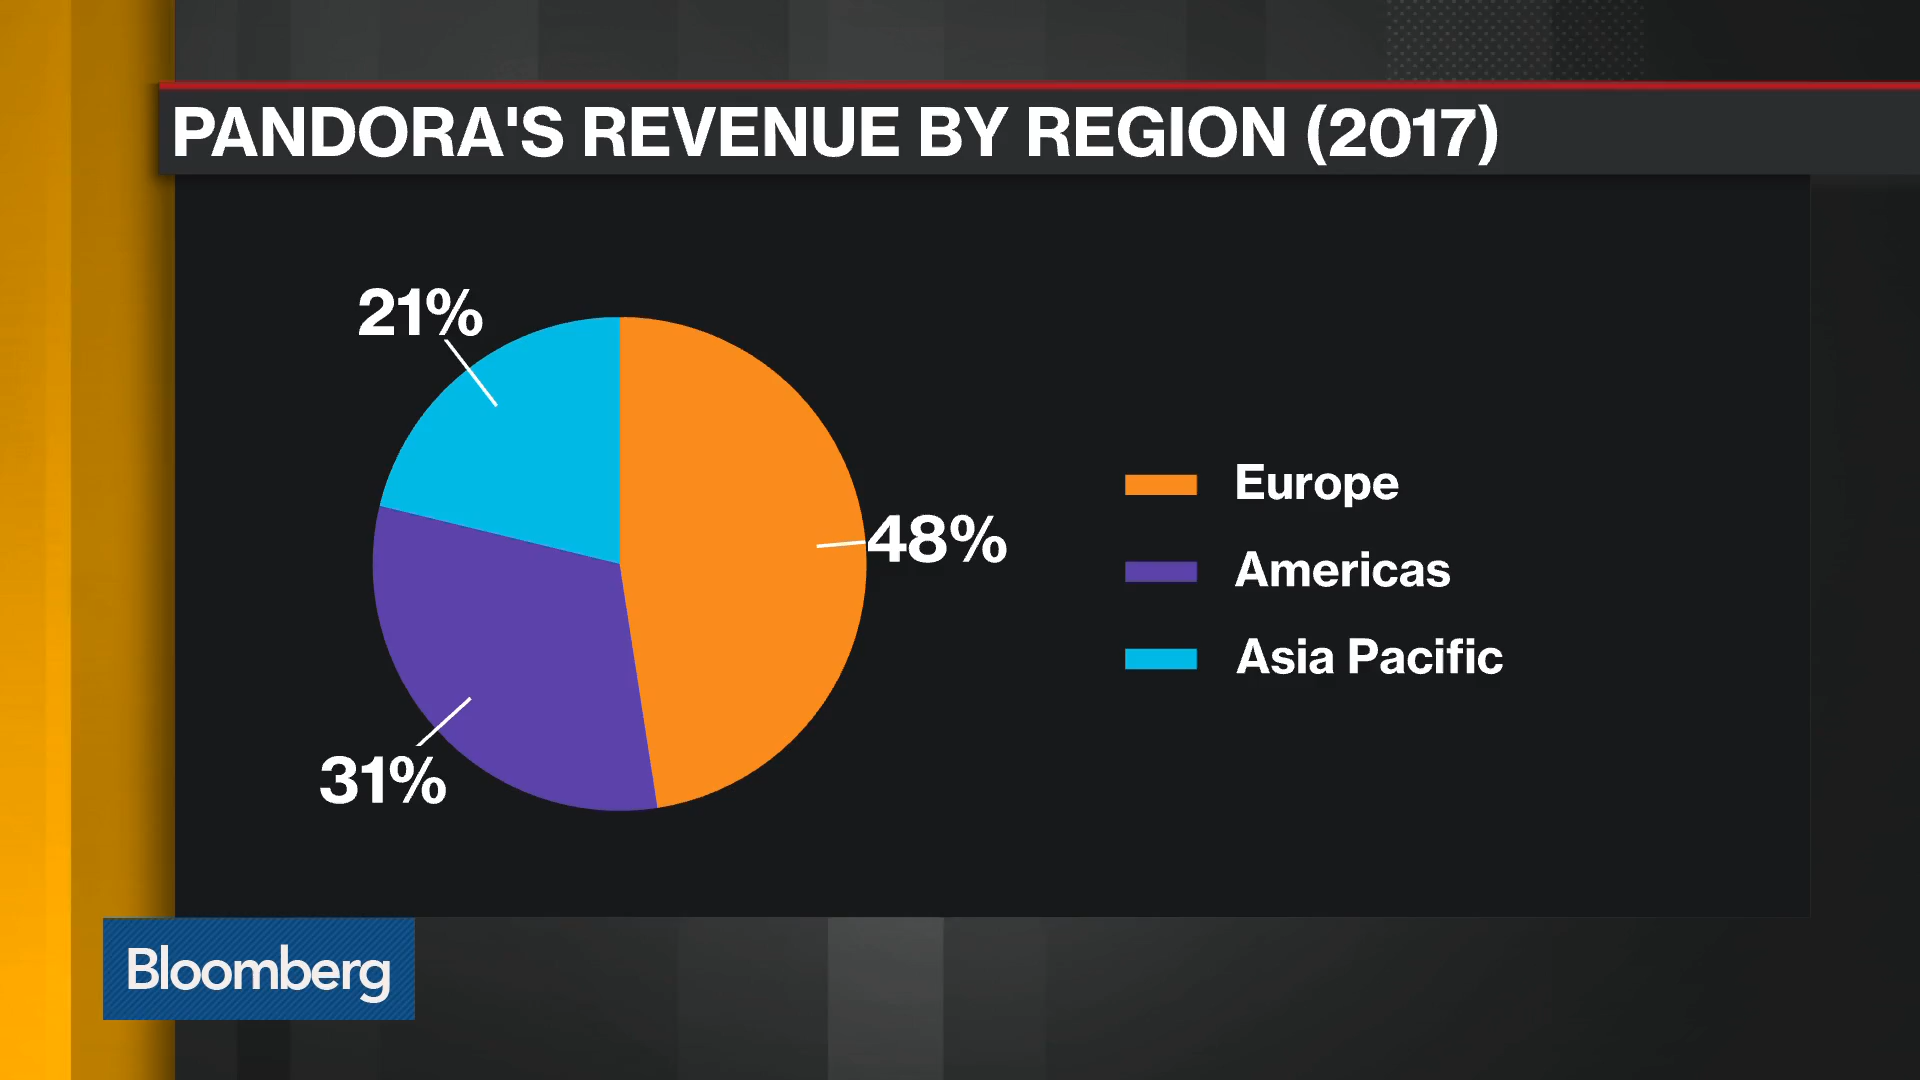 PANDORA'S REVENUE BY REGION (2017)
21%
48%
31%
Europe
Americas
Asia Pacific
Bloomberg